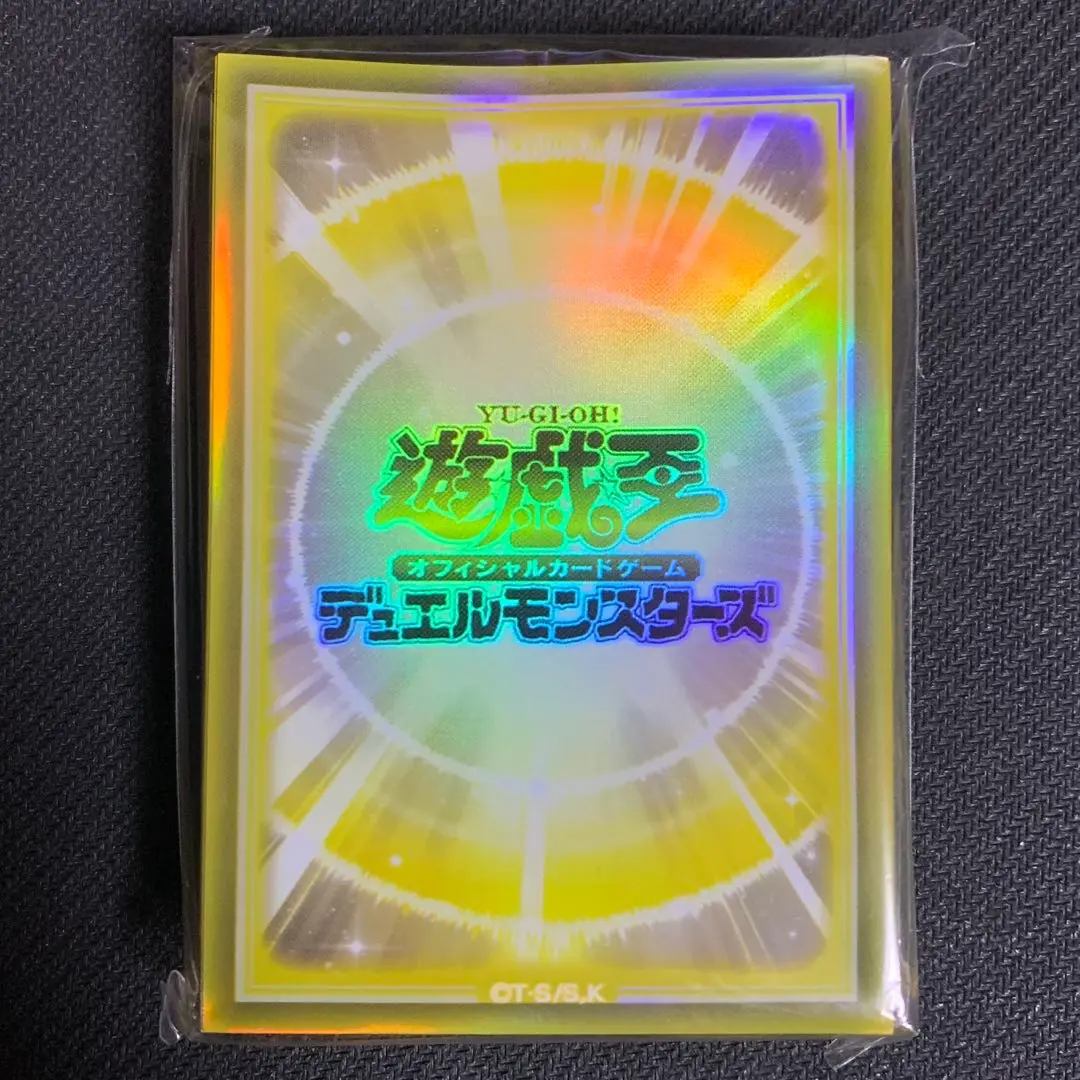 YU-GI-OH!
遊戯王
オフィシャルカードゲーム
デュエルモンスターズ
©T・S/S,K